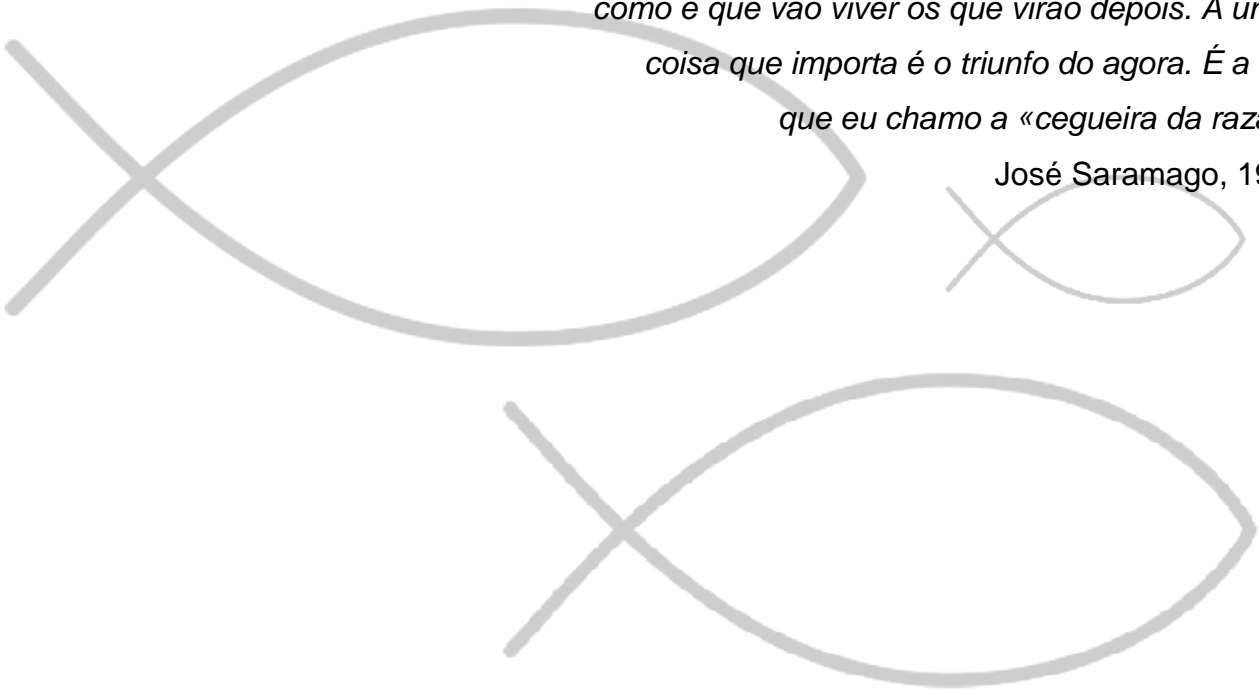 como é que vão viver os que virão depois. A
coisa que importa é o triunfo do agora. É a
que eu chamo a «cegueira da
José Saramago,